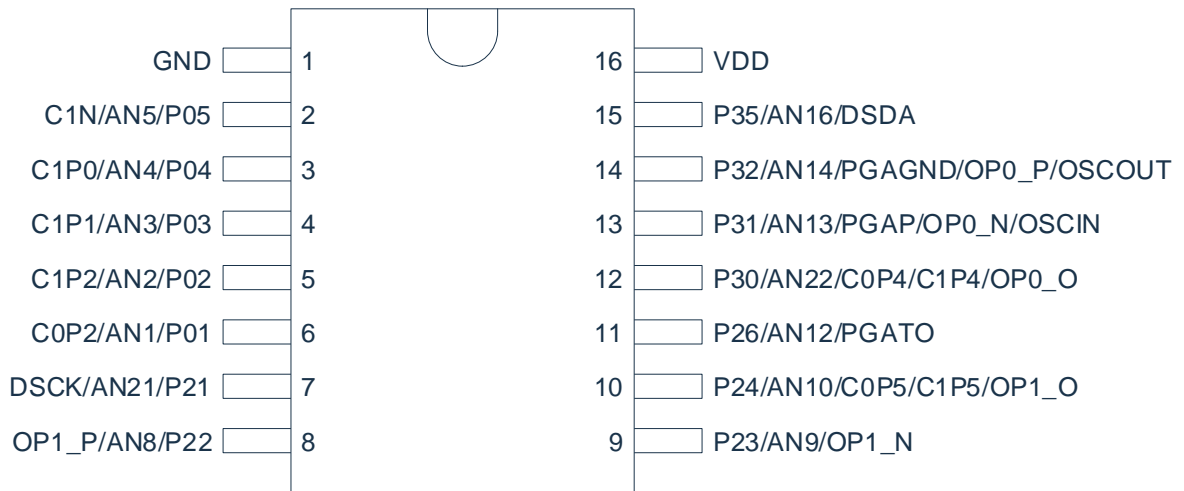 GND 1 16 VDD
C1N/AN5/P05 2 15 P35/AN16/DSDA
C1P0/AN4/P04 3 14 P32/AN14/PGAGND/OP0_P/OSCOUT
C1P1/AN3/P03 4 13 P31/AN13/PGAP/OP0_N/OSCIN
C1P2/AN2/P02 5 12 P30/AN22/C0P4/C1P4/OP0_O
C0P2/AN1/P01 6 11 P26/AN12/PGATO
DSCK/AN21/P21 7 10 P24/AN10/C0P5/C1P5/OP1_O
OP1_P/AN8/P22 8 9 P23/AN9/OP1_N